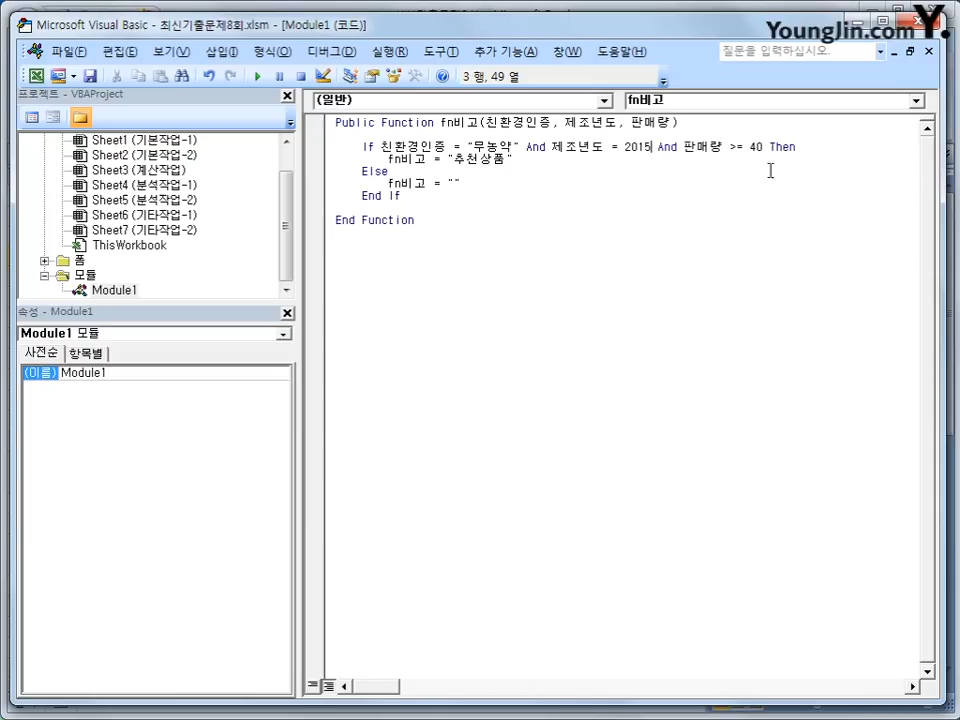 Microsoft Visual Basic - 최신기출문제8회.xlsm - [Module1 (코드)]
Younglin.com Y.
파일(F) 편집(E) 보기(V) 삽입(I) 형식(O) 디버그(D) 실행(R) 도구(T) 추가 기능(A) 창(W) 도움말(H) 질문을 입력하십시오.
3 행, 49 열
프로젝트 - VBAProject
(일반) fn비고
Sheet1 (기본작업-1)
Sheet2 (기본작업-2)
Sheet3 (계산작업)
Sheet4 (분석작업-1)
Sheet5 (분석작업-2)
Sheet6 (기타작업-1)
Sheet7 (기타작업-2)
ThisWorkbook
폼
모듈
Module1
속성 - Module1
Module1 모듈
사전순 항목별
(이름) Module1
Public Function fn비고(친환경인증, 제조년도, 판매량)
If 친환경인증 = "무농약" And 제조년도 = 2015 And 판매량 >= 40 Then
fn비고 = "추천상품"
Else
fn비고 = ""
End If
End Function